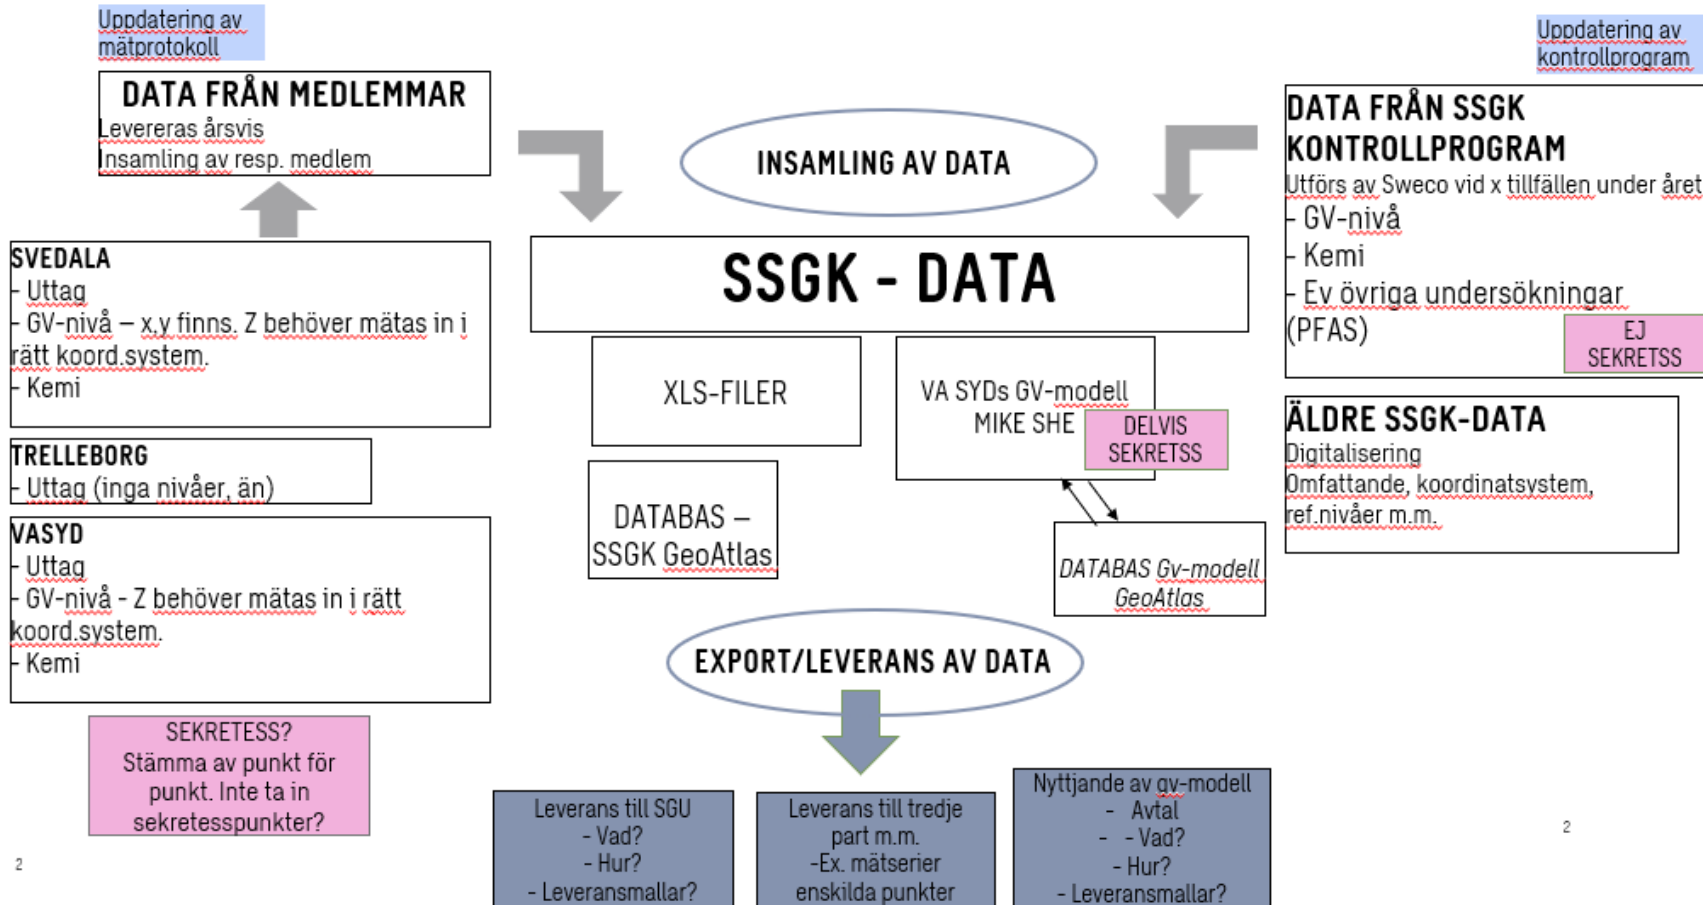 Uppdatering av
mätprotokoll
DATA FRÅN MEDLEMMAR
Levereras årsvis
Insamling av resp. medlem
SVEDALA
- Uttag
- GV-nivå – x,y finns. Z behöver mätas in i
rätt koord.system.
- Kemi
TRELLEBORG
- Uttag (inga nivåer, än)
VASYD
- Uttag
- GV-nivå - Z behöver mätas in i rätt
koord.system.
- Kemi
SEKRETESS?
Stämma av punkt för
punkt. Inte ta in
sekretesspunkter?
2
INSAMLING AV DATA
SSGK - DATA
XLS-FILER
VA SYDs GV-modell
MIKE SHE
DELVIS
SEKRETSS
DATABAS –
SSGK GeoAtlas
DATABAS Gv-modell
GeoAtlas
EXPORT/LEVERANS AV DATA
Leverans till SGU
- Vad?
- Hur?
- Leveransmallar?
Leverans till tredje
part m.m.
-Ex. mätserier
enskilda punkter
Nyttjande av gv-modell
- Avtal
- - Vad?
- Hur?
- Leveransmallar?
Uppdatering av
kontrollprogram
DATA FRÅN SSGK
KONTROLLPROGRAM
Utförs av Sweco vid x tillfällen under året
- GV-nivå
- Kemi
- Ev övriga undersökningar
(PFAS)
EJ
SEKRETSS
ÄLDRE SSGK-DATA
Digitalisering
Omfattande, koordinatsystem,
ref.nivåer m.m.
2